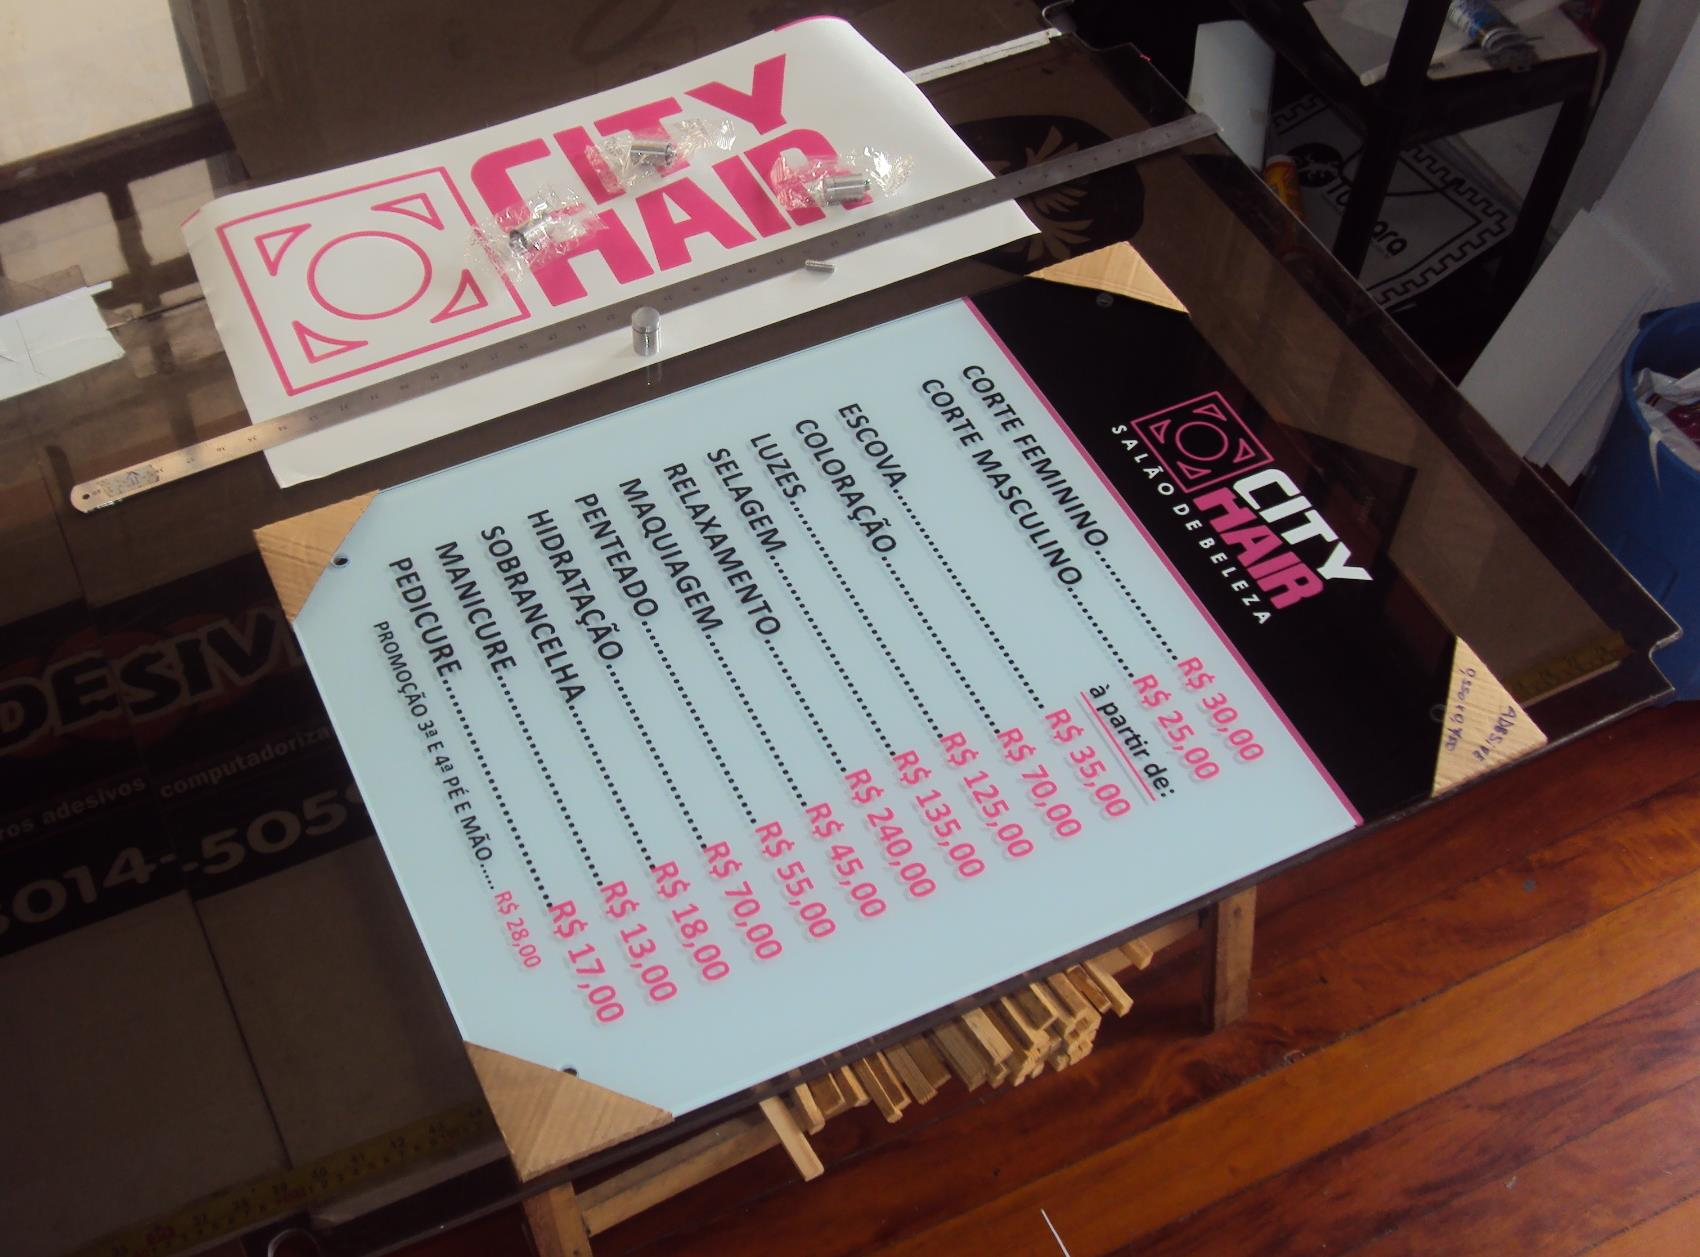 CITY
HAIR
CITY
HAIR
SALÃO DE BELEZA
CORTE FEMININO R$ 30,00
CORTE MASCULINO R$ 25,00
à partir de:
ESCOVA R$ 35,00
COLORAÇÃO R$ 70,00
LUZES R$ 125,00
SELAGEM R$ 135,00
RELAXAMENTO R$ 240,00
MAQUIAGEM R$ 45,00
PENTEADO R$ 55,00
HIDRATAÇÃO R$ 70,00
SOBRANCELHA R$ 18,00
MANICURE R$ 13,00
PEDICURE R$ 17,00
PROMOÇÃO 3ª E 4ª PÉ E MÃO..... R$ 28,00
computadoriza
ros adesivos